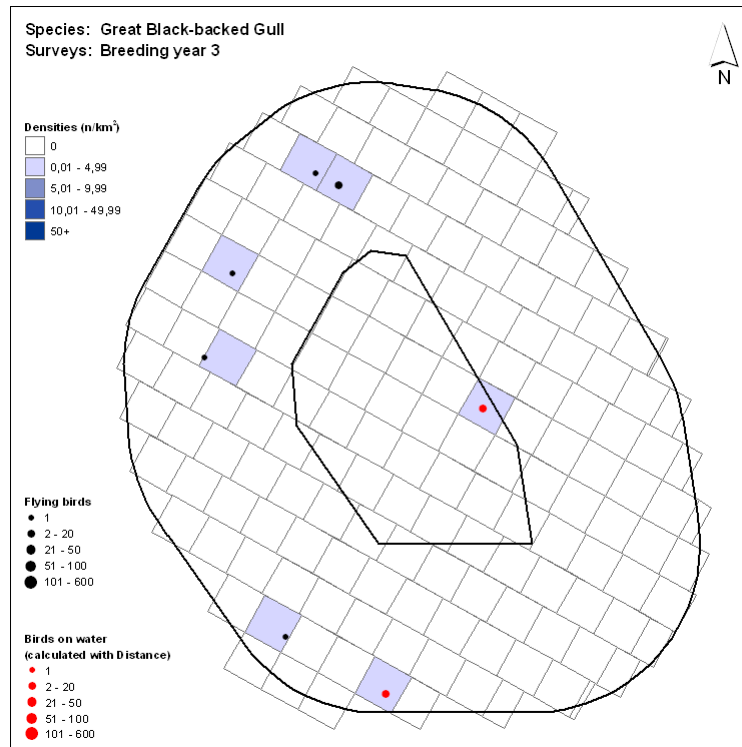 Species: Great Black-backed Gull
Surveys: Breeding year 3
N
Densities (n/km²)
0
0,01 - 4,99
5,01 - 9,99
10,01 - 49,99
50+
Flying birds
1
2 - 20
21 - 50
51 - 100
101 - 600
Birds on water
(calculated with Distance)
1
2 - 20
21 - 50
51 - 100
101 - 600